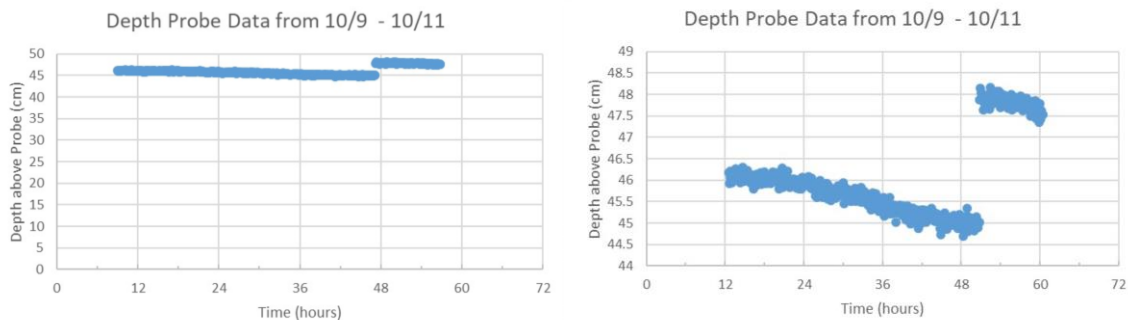 Depth Probe Data from 10/9 - 10/11
Depth above Probe (cm)
50
45
40
35
30
25
20
15
10
5
0
0 12 24 36 48 60 72
Time (hours)
Depth Probe Data from 10/9 - 10/11
Depth above Probe (cm)
49
48.5
48
47.5
47
46.5
46
45.5
45
44.5
44
0 12 24 36 48 60 72
Time (hours)